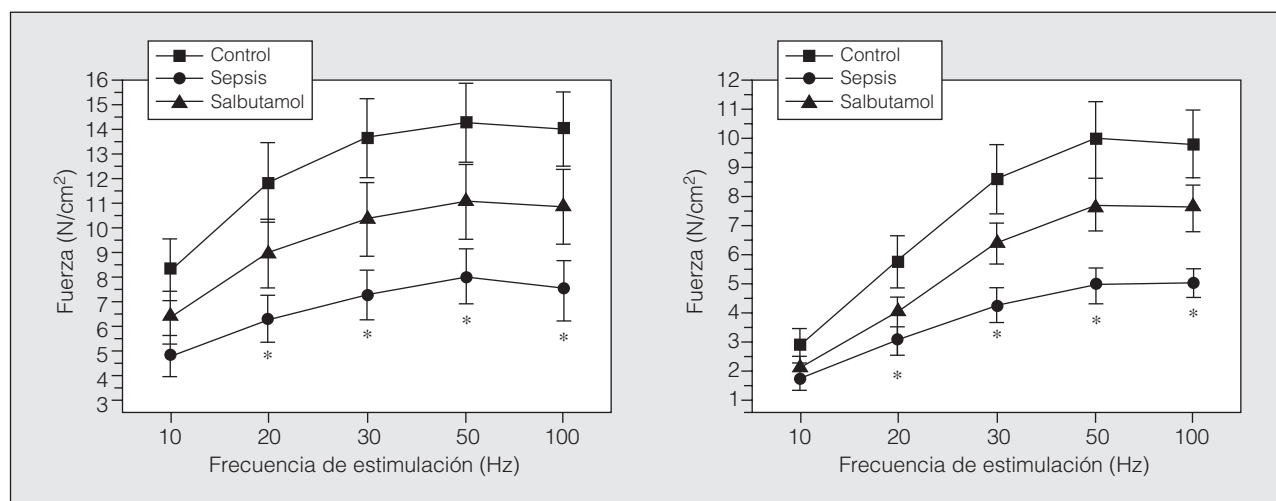 Control
Sepsis
Salbutamol
16
15
14
13
12
11
10
9
8
7
6
5
4
3
Fuerza (N/cm²)
*
*
*
*
10 20 30 50 100
Frecuencia de estimulación (Hz)
Control
Sepsis
Salbutamol
12
11
10
9
8
7
6
5
4
3
2
1
Fuerza (N/cm²)
*
*
*
*
10 20 30 50 100
Frecuencia de estimulación (Hz)